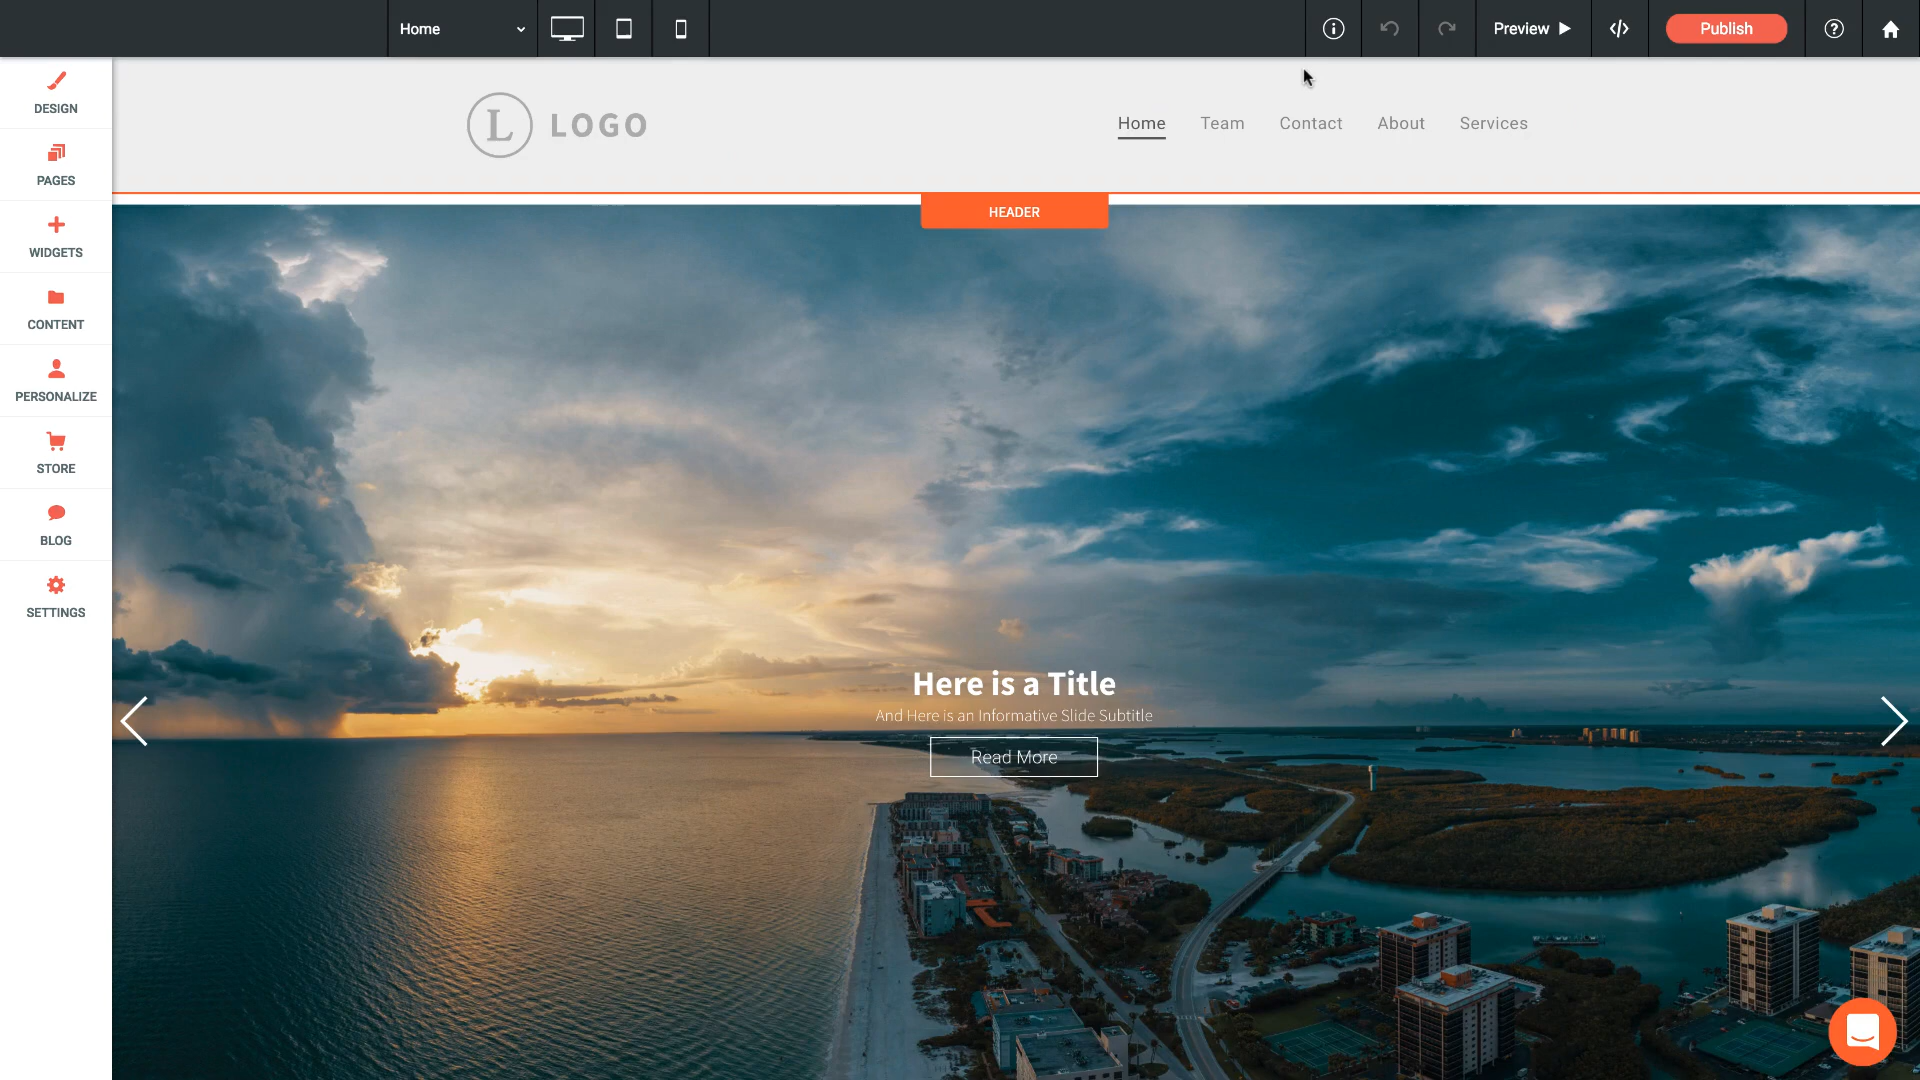 Home
Preview
</>
Publish
DESIGN
PAGES
WIDGETS
CONTENT
PERSONALIZE
STORE
BLOG
SETTINGS
L LOGO
Home Team Contact About Services
HEADER
Here is a Title
And Here is an Informative Slide Subtitle
Read More